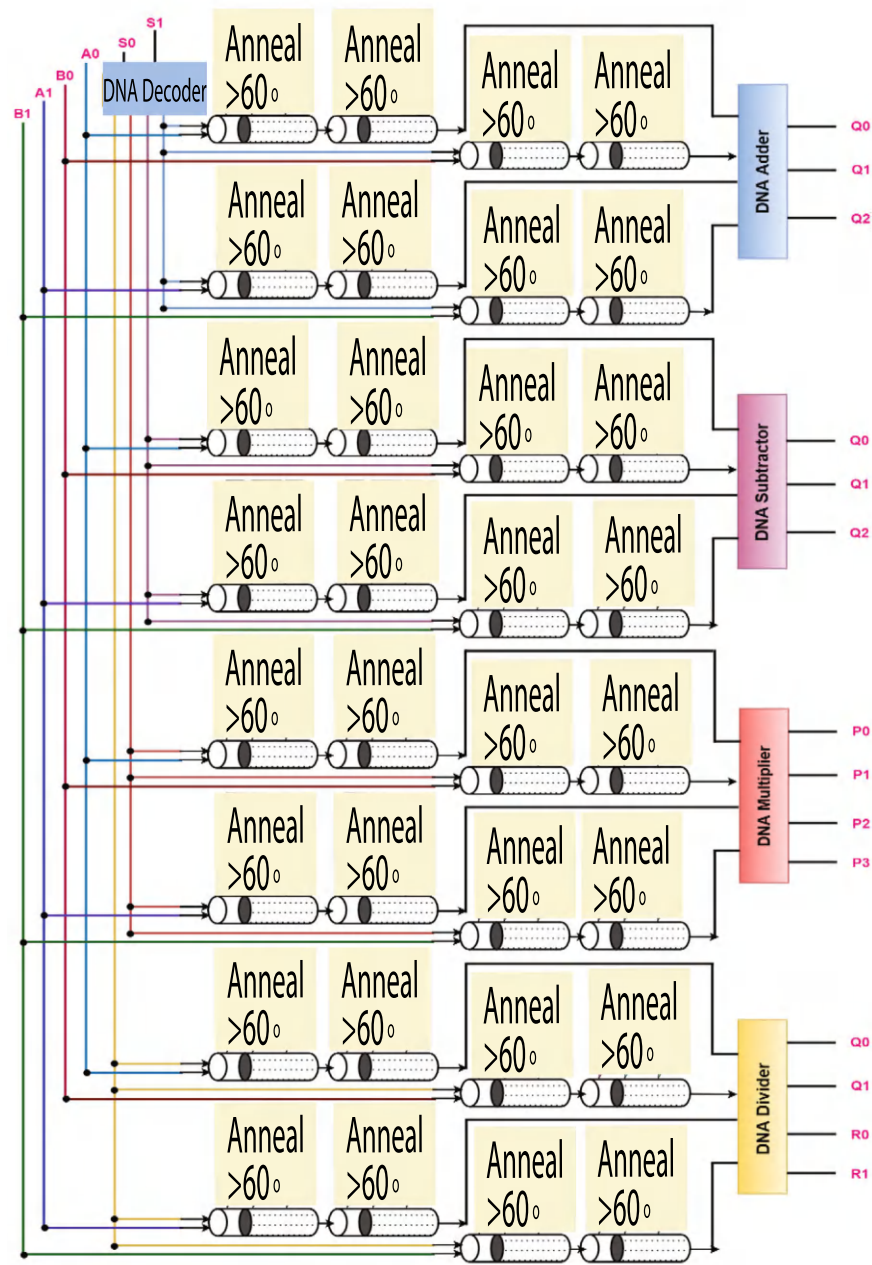 S1
S0
A0
B0
A1
B1
DNA Decoder
Anneal
>60°
Anneal
>60°
Anneal
>60°
Anneal
>60°
DNA Adder
Q0
Q1
Q2
Anneal
>60°
Anneal
>60°
Anneal
>60°
Anneal
>60°
Anneal
>60°
Anneal
>60°
Anneal
>60°
Anneal
>60°
DNA Subtractor
Q0
Q1
Q2
Anneal
>60°
Anneal
>60°
Anneal
>60°
Anneal
>60°
Anneal
>60°
Anneal
>60°
Anneal
>60°
Anneal
>60°
DNA Multiplier
P0
P1
P2
P3
Anneal
>60°
Anneal
>60°
Anneal
>60°
Anneal
>60°
Anneal
>60°
Anneal
>60°
Anneal
>60°
Anneal
>60°
DNA Divider
Q0
Q1
R0
R1
Anneal
>60°
Anneal
>60°
Anneal
>60°
Anneal
>60°